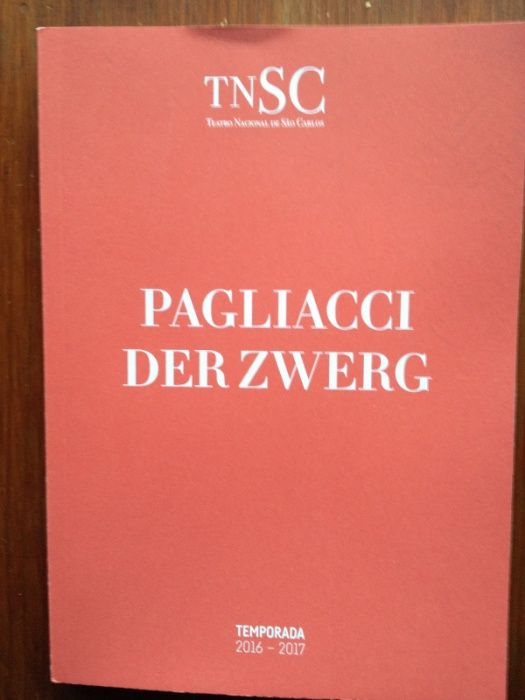 TNSC
TEATRO NACIONAL DE SÃO CARLOS
PAGLIACCI
DER ZWERG
TEMPORADA
2016 – 2017